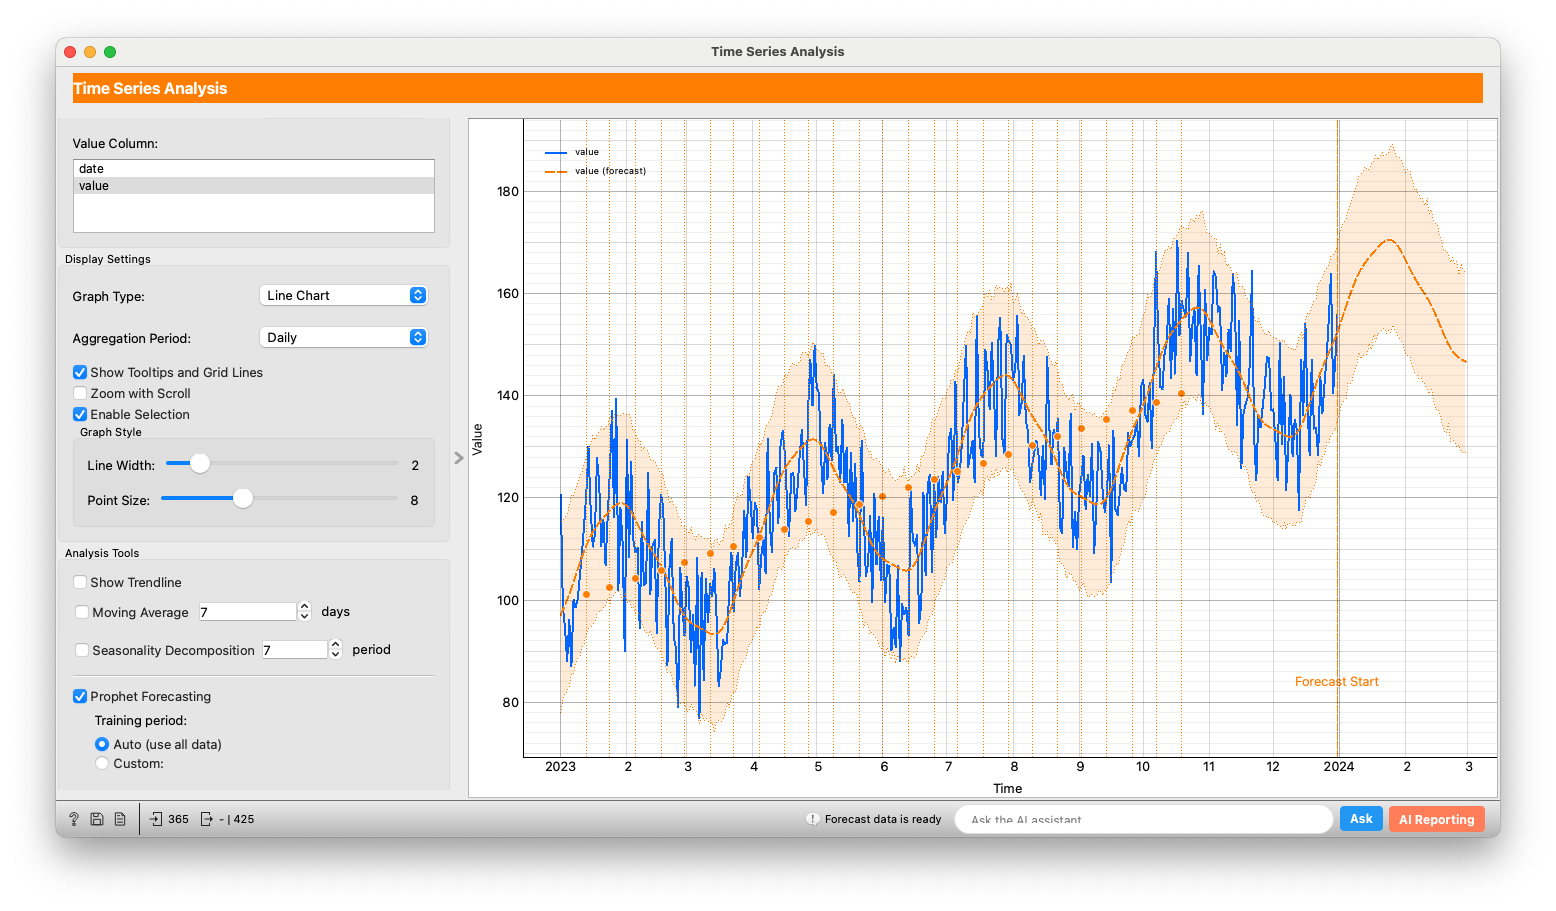 Time Series Analysis
Time Series Analysis
Value Column:
date
value
Display Settings
Graph Type: Line Chart
Aggregation Period: Daily
Show Tooltips and Grid Lines
Zoom with Scroll
Enable Selection
Graph Style
Line Width: 2
Point Size: 8
Analysis Tools
Show Trendline
Moving Average 7 days
Seasonality Decomposition 7 period
Prophet Forecasting
Training period:
Auto (use all data)
Custom:
value
value (forecast)
180
160
140
120
100
80
Value
Forecast Start
2023 2 3 4 5 6 7 8 9 10 11 12 2024 2 3
Time
? 365 - | 425
Forecast data is ready
Ask the AI assistant
Ask
AI Reporting